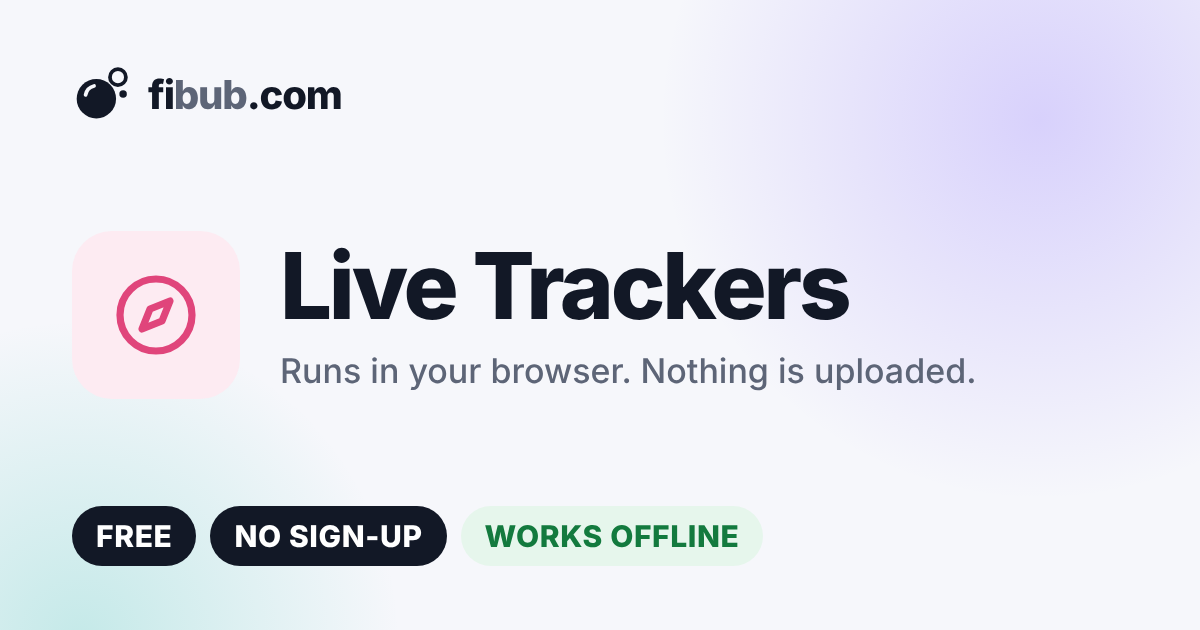 fibub.com
Live Trackers
Runs in your browser. Nothing is uploaded.
FREE
NO SIGN-UP
WORKS OFFLINE